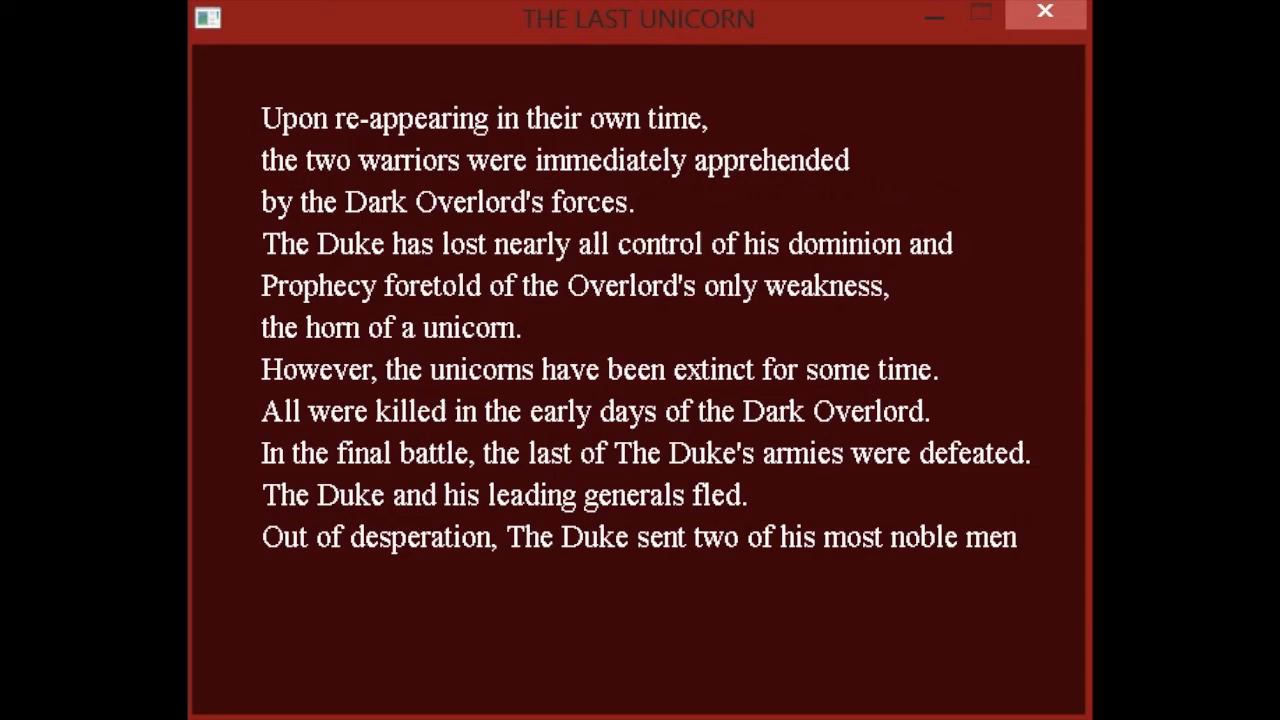 THE LAST UNICORN
Upon re-appearing in their own time,
the two warriors were immediately apprehended
by the Dark Overlord's forces.
The Duke has lost nearly all control of his dominion and
Prophecy foretold of the Overlord's only weakness,
the horn of a unicorn.
However, the unicorns have been extinct for some time.
All were killed in the early days of the Dark Overlord.
In the final battle, the last of The Duke's armies were defeated.
The Duke and his leading generals fled.
Out of desperation, The Duke sent two of his most noble men